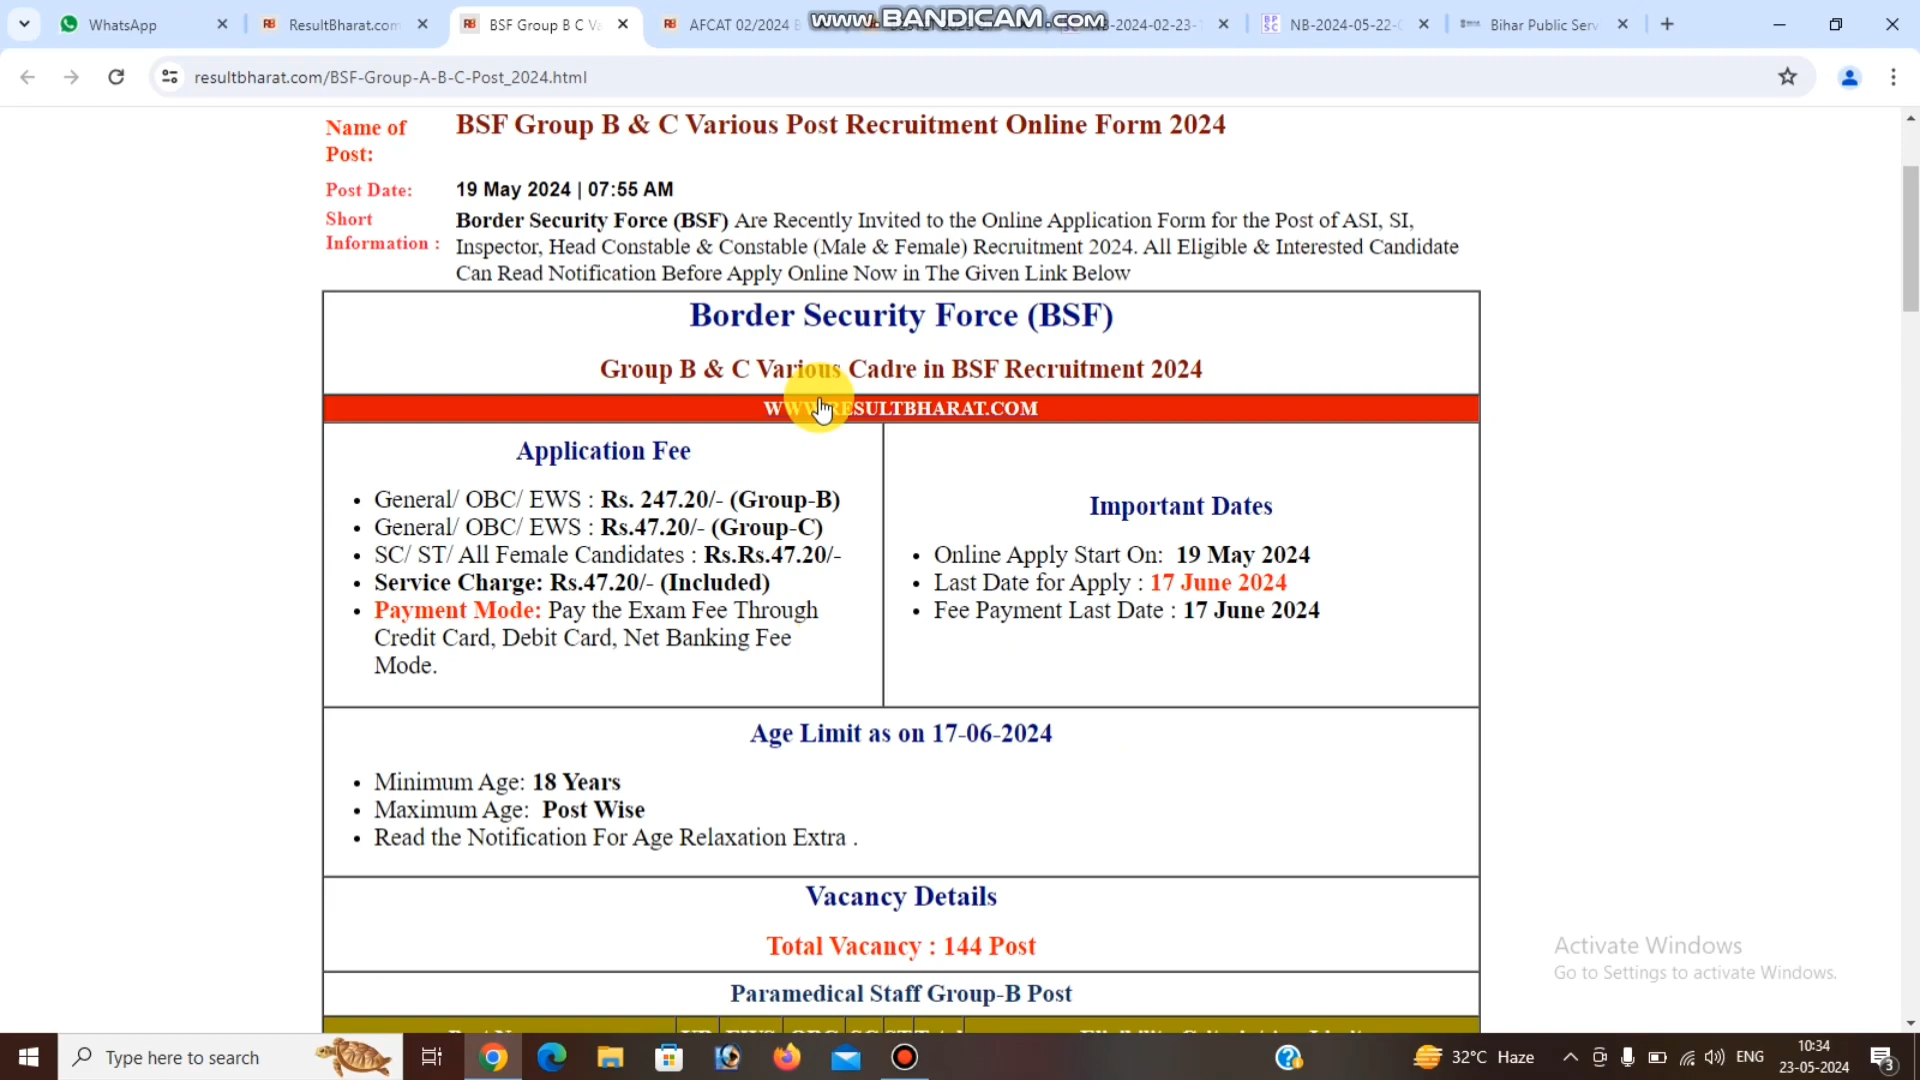 WhatsApp
ResultBharat.com
BSF Group B C Va
AFCAT 02/2024 B
www.BANDICAM.com
NB-2024-02-23-
NB-2024-05-22-
Bihar Public Serv
resultbharat.com/BSF-Group-A-B-C-Post_2024.html
Name of Post: BSF Group B & C Various Post Recruitment Online Form 2024
Post Date: 19 May 2024 | 07:55 AM
Short Information : Border Security Force (BSF) Are Recently Invited to the Online Application Form for the Post of ASI, SI,
Inspector, Head Constable & Constable (Male & Female) Recruitment 2024. All Eligible & Interested Candidate
Can Read Notification Before Apply Online Now in The Given Link Below
Border Security Force (BSF)
Group B & C Various Cadre in BSF Recruitment 2024
WWW.RESULTBHARAT.COM
Application Fee
• General/ OBC/ EWS : Rs. 247.20/- (Group-B)
• General/ OBC/ EWS : Rs.47.20/- (Group-C)
• SC/ ST/ All Female Candidates : Rs.Rs.47.20/-
• Service Charge: Rs.47.20/- (Included)
• Payment Mode: Pay the Exam Fee Through
Credit Card, Debit Card, Net Banking Fee
Mode.
Important Dates
• Online Apply Start On: 19 May 2024
• Last Date for Apply : 17 June 2024
• Fee Payment Last Date : 17 June 2024
Age Limit as on 17-06-2024
• Minimum Age: 18 Years
• Maximum Age: Post Wise
• Read the Notification For Age Relaxation Extra .
Vacancy Details
Total Vacancy : 144 Post
Paramedical Staff Group-B Post
Activate Windows
Go to Settings to activate Windows.
Type here to search
32°C Haze
ENG
10:34
23-05-2024
3